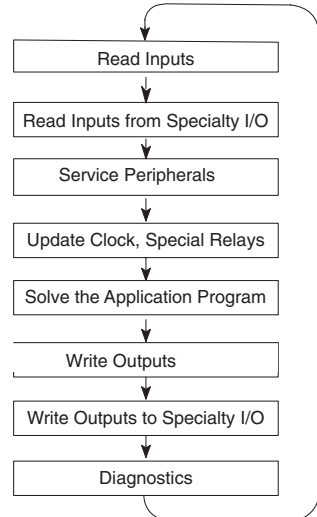 Read Inputs
Read Inputs from Specialty I/O
Service Peripherals
Update Clock, Special Relays
Solve the Application Program
Write Outputs
Write Outputs to Specialty I/O
Diagnostics